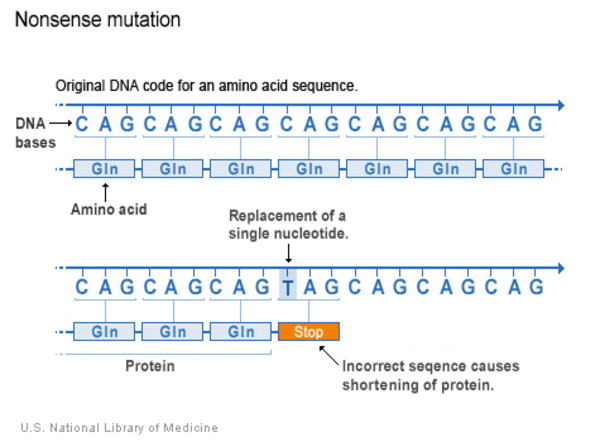 Nonsense mutation
Original DNA code for an amino acid sequence.
DNA bases
C A G C A G C A G C A G C A G C A G C A G
Gln Gln Gln Gln Gln Gln Gln
Amino acid
Replacement of a
single nucleotide.
C A G C A G C A G T A G C A G C A G C A G
Gln Gln Gln Stop
Protein
Incorrect seqence causes
shortening of protein.
U.S. National Library of Medicine